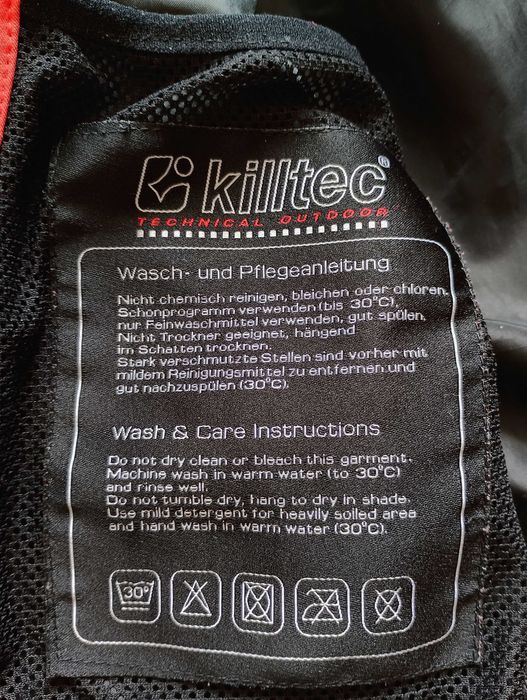 killtec®
TECHNICAL OUTDOOR
Wasch- und Pflegeanleitung
Nicht chemisch reinigen, bleichen oder chloren.
Schonprogramm verwenden (bis 30°C),
nur Feinwaschmittel verwenden, gut spülen.
Nicht Trockner geeignet, hängend
im Schatten trocknen.
Stark verschmutzte Stellen sind vorher mit
mildem Reinigungsmittel zu entfernen und
gut nachzuspülen (30°C).
Wash & Care Instructions
Do not dry clean or bleach this garment.
Machine wash in warm water (to 30°C)
and rinse well.
Do not tumble dry, hang to dry in shade.
Use mild detergent for heavily soiled area
and hand wash in warm water (30°C).
30°